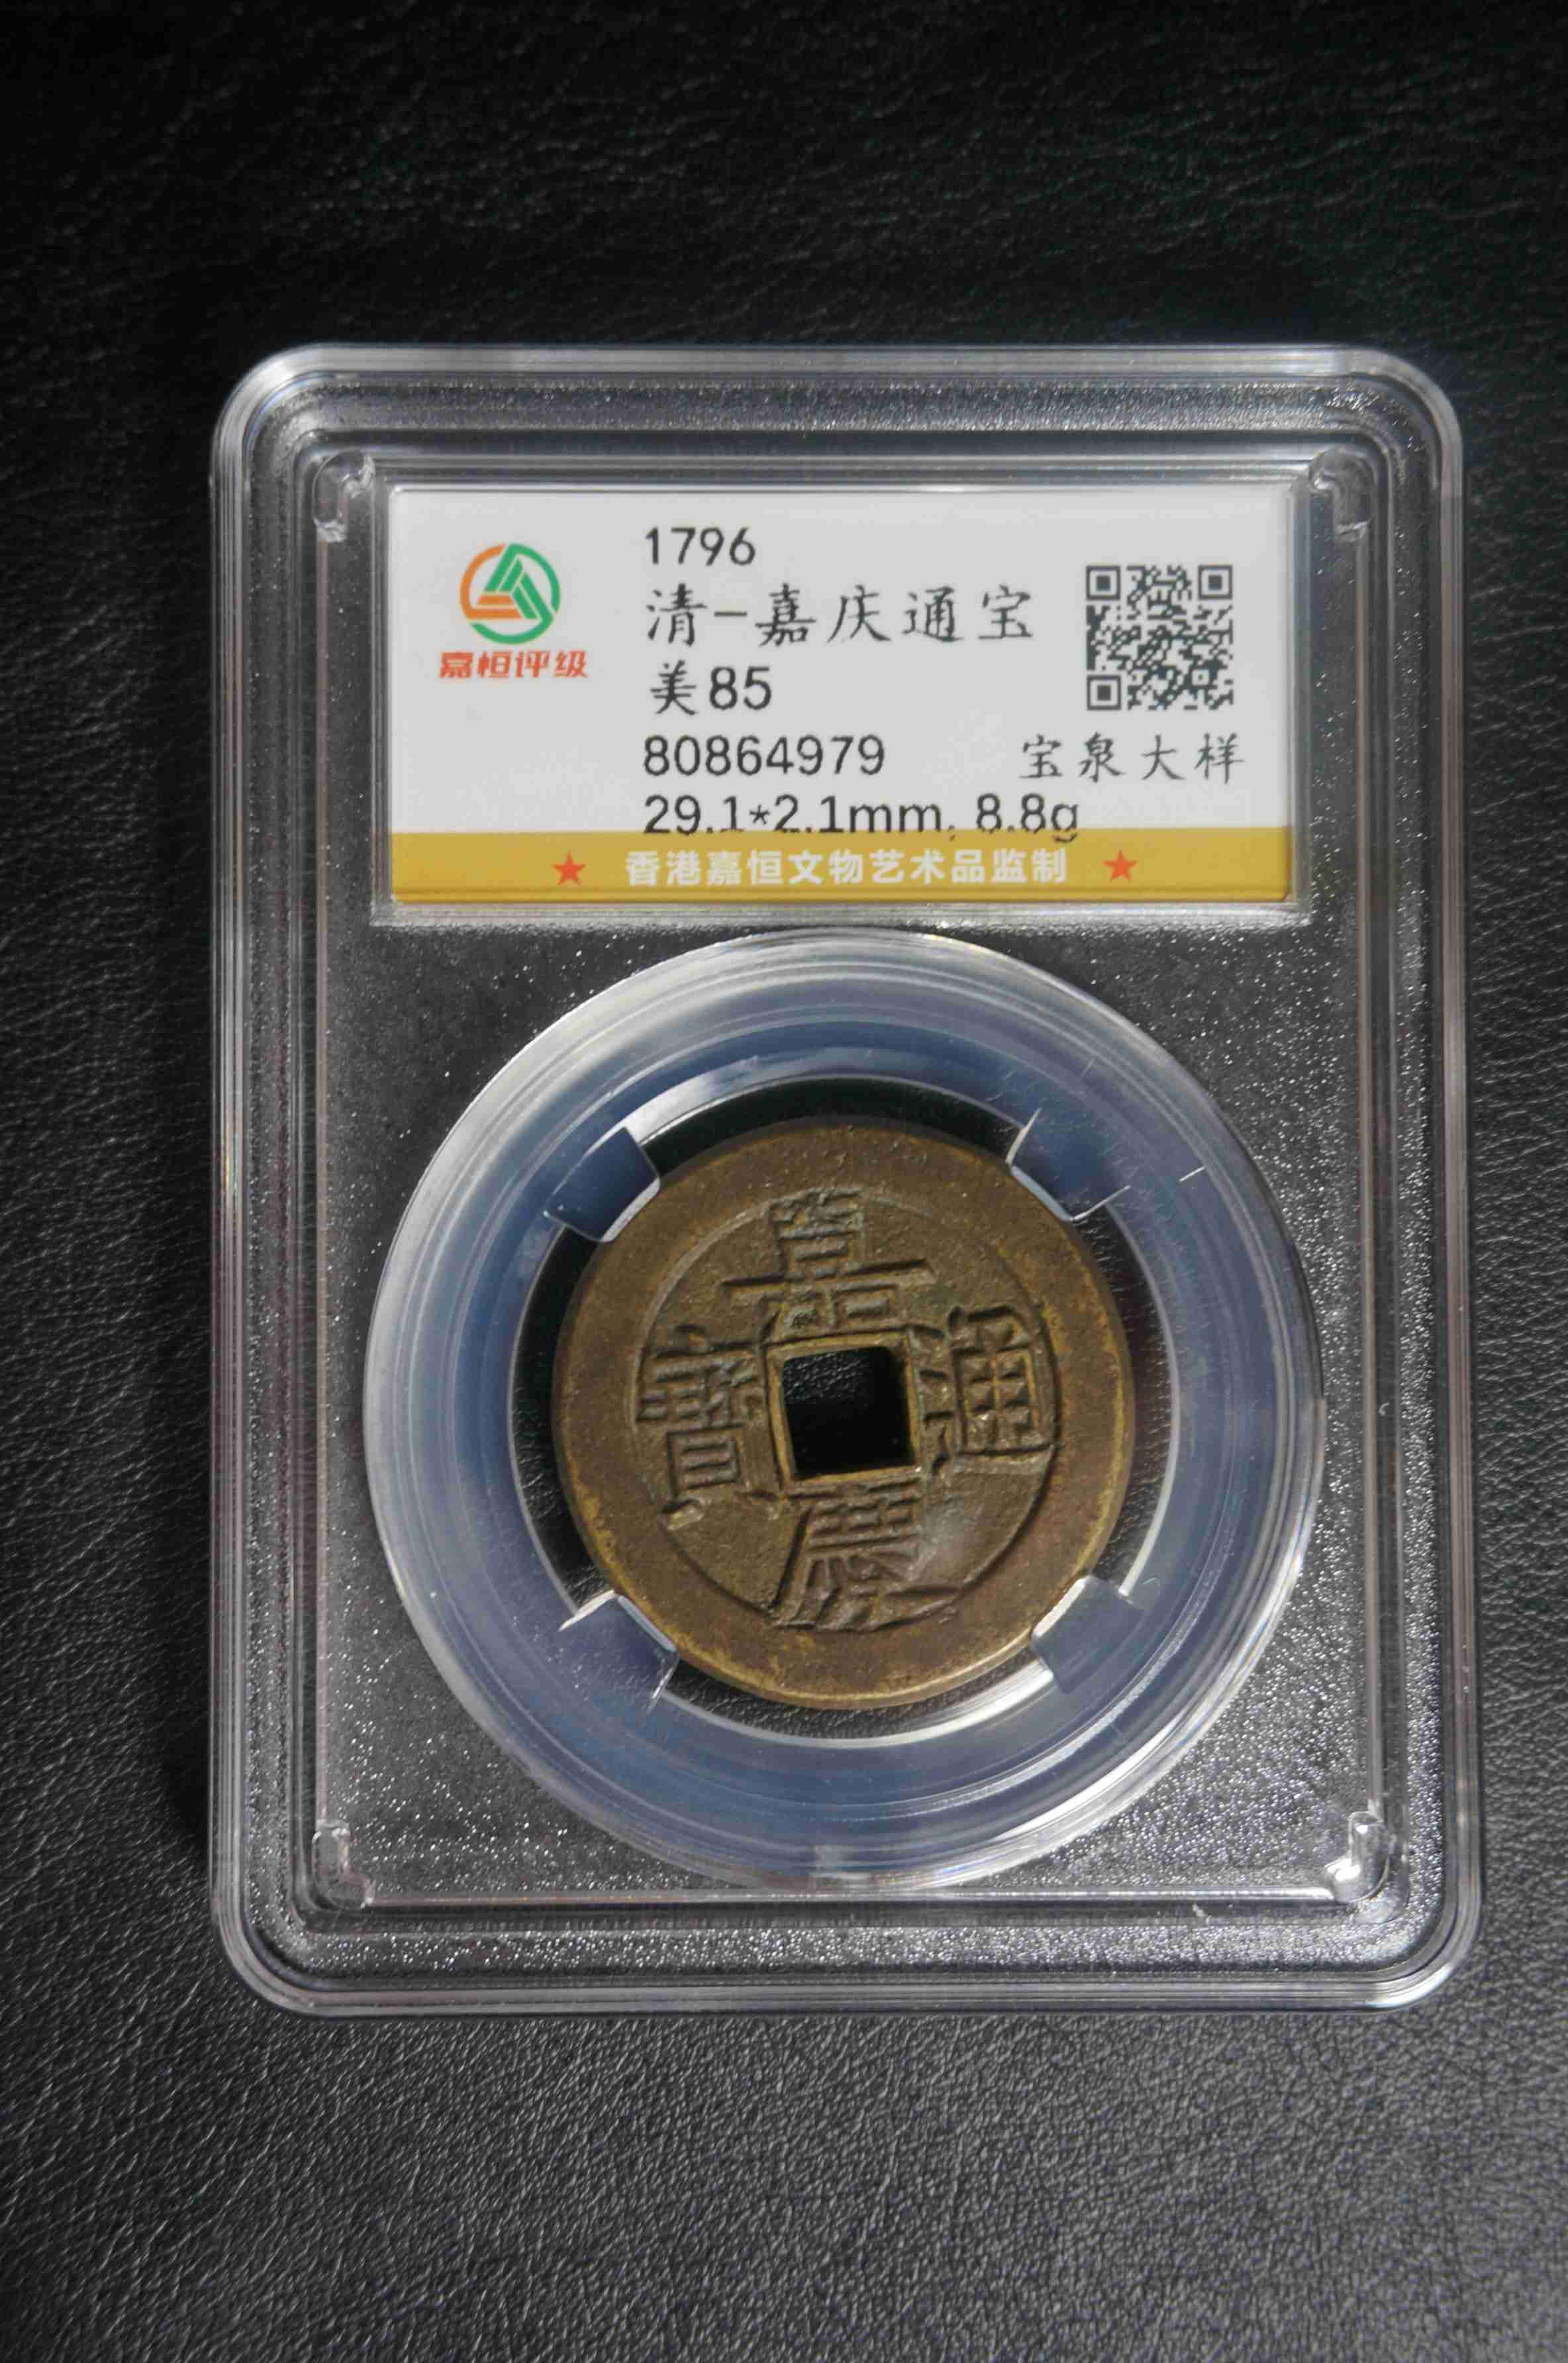 1796
清-嘉庆通宝
美85
嘉恒评级
80864979 宝泉大样
29.1*2.1mm, 8.8g
★ 香港嘉恒文物艺术品监制 ★
嘉
寶 通
慶